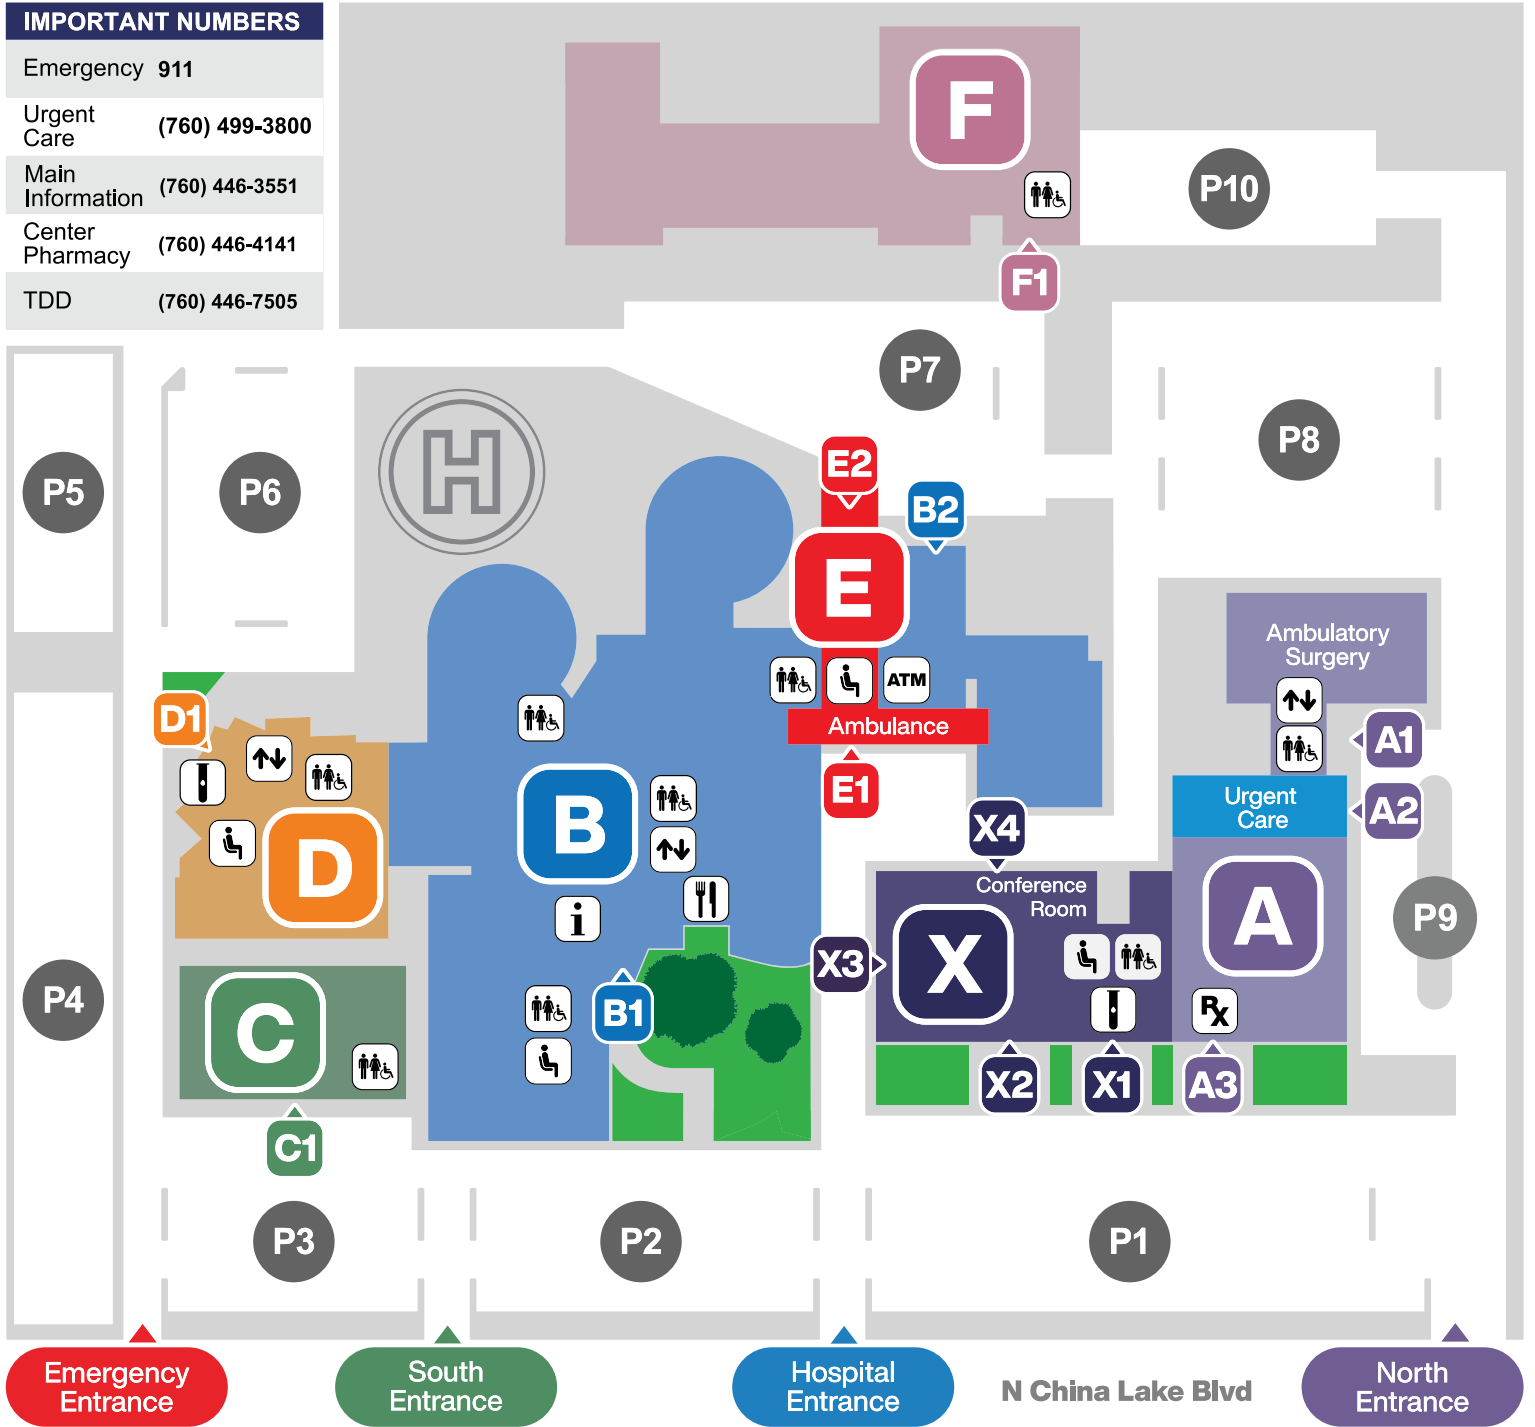 IMPORTANT NUMBERS
Emergency 911
Urgent
Care
(760) 499-3800
Main
Information
(760) 446-3551
Center
Pharmacy
(760) 446-4141
TDD (760) 446-7505
F
F1
P10
P7
P8
P5
P6
H
E2
B2
E
Ambulatory
Surgery
ATM
D1
Ambulance
A1
E1
Urgent
Care
A2
B
X4
D
Conference
Room
A
P9
i
X3
X
P4
C
B1
Rx
X2
X1
A3
C1
P3
P2
P1
Emergency
Entrance
South
Entrance
Hospital
Entrance
N China Lake Blvd
North
Entrance